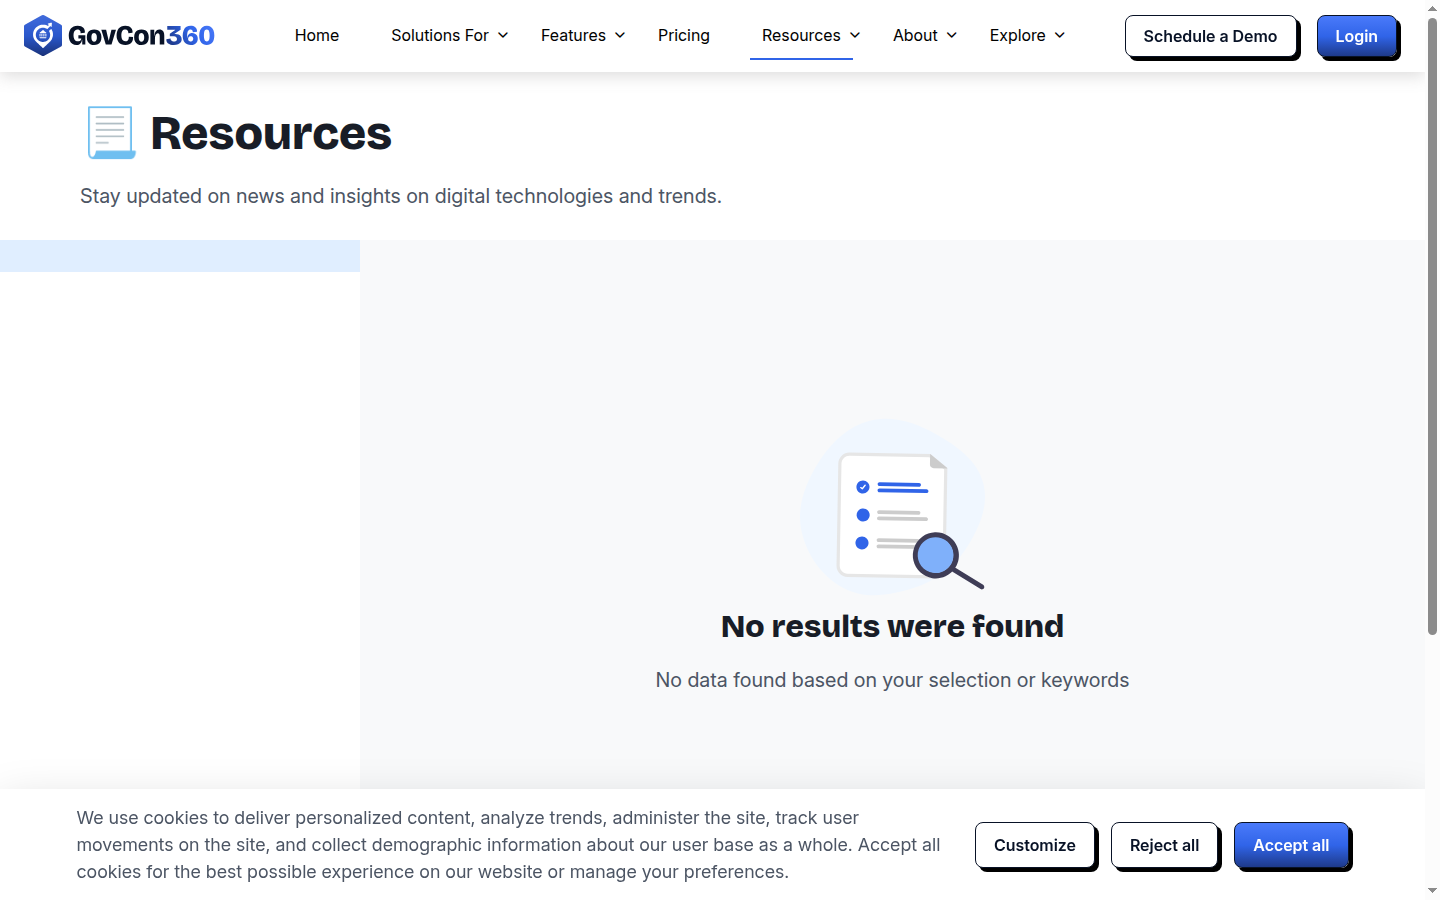 GovCon360
Home
Solutions For
Features
Pricing
Resources
About
Explore
Schedule a Demo
Login
Resources
Stay updated on news and insights on digital technologies and trends.
No results were found
No data found based on your selection or keywords
We use cookies to deliver personalized content, analyze trends, administer the site, track user
movements on the site, and collect demographic information about our user base as a whole. Accept all
cookies for the best possible experience on our website or manage your preferences.
Customize
Reject all
Accept all